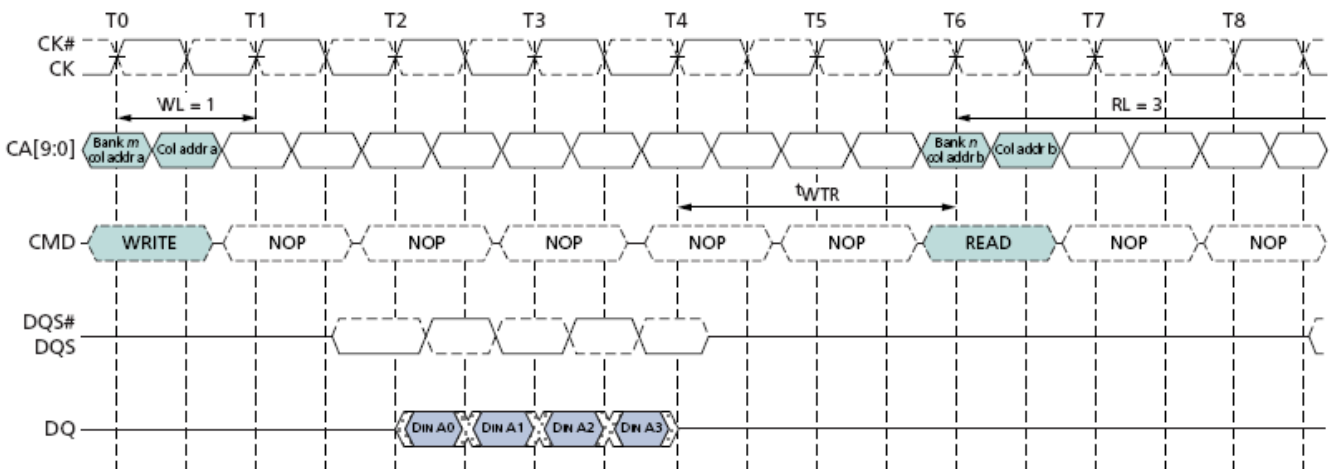 T0 T1 T2 T3 T4 T5 T6 T7 T8
CK#
CK
WL = 1 RL = 3
CA[9:0] Bank m col addr a Col addr a Bank n col addr b Col addr b
tWTR
CMD WRITE NOP NOP NOP NOP NOP READ NOP NOP
DQS#
DQS
DQ DIN A0 DIN A1 DIN A2 DIN A3